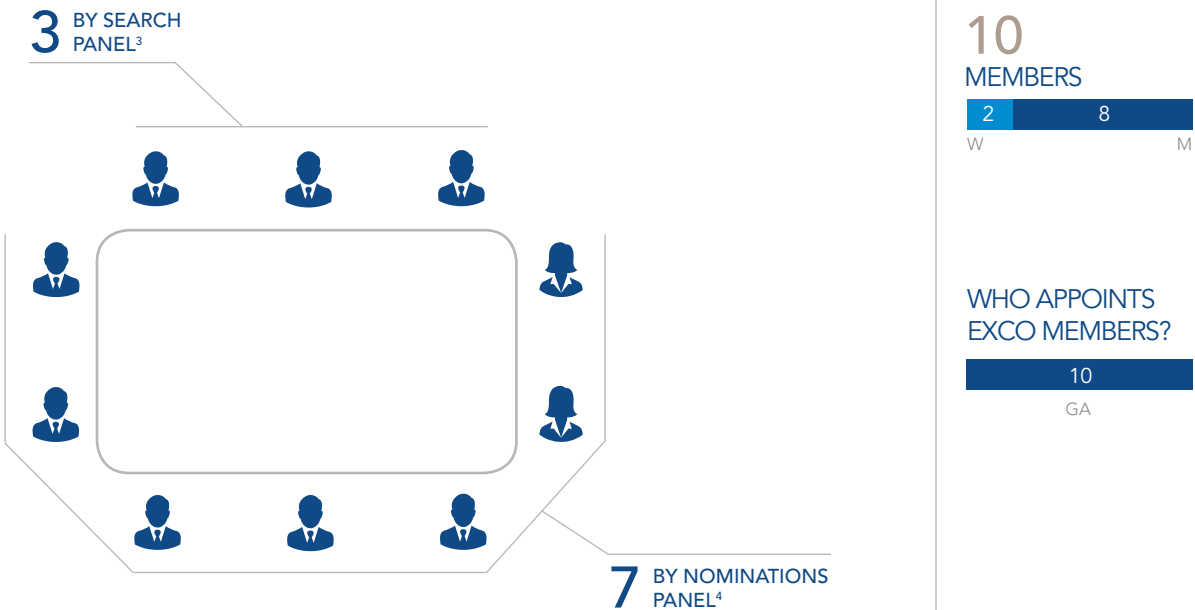 3 BY SEARCH
PANEL³
10
MEMBERS
2 8
W M
WHO APPOINTS
EXCO MEMBERS?
10
GA
7 BY NOMINATIONS
PANEL⁴